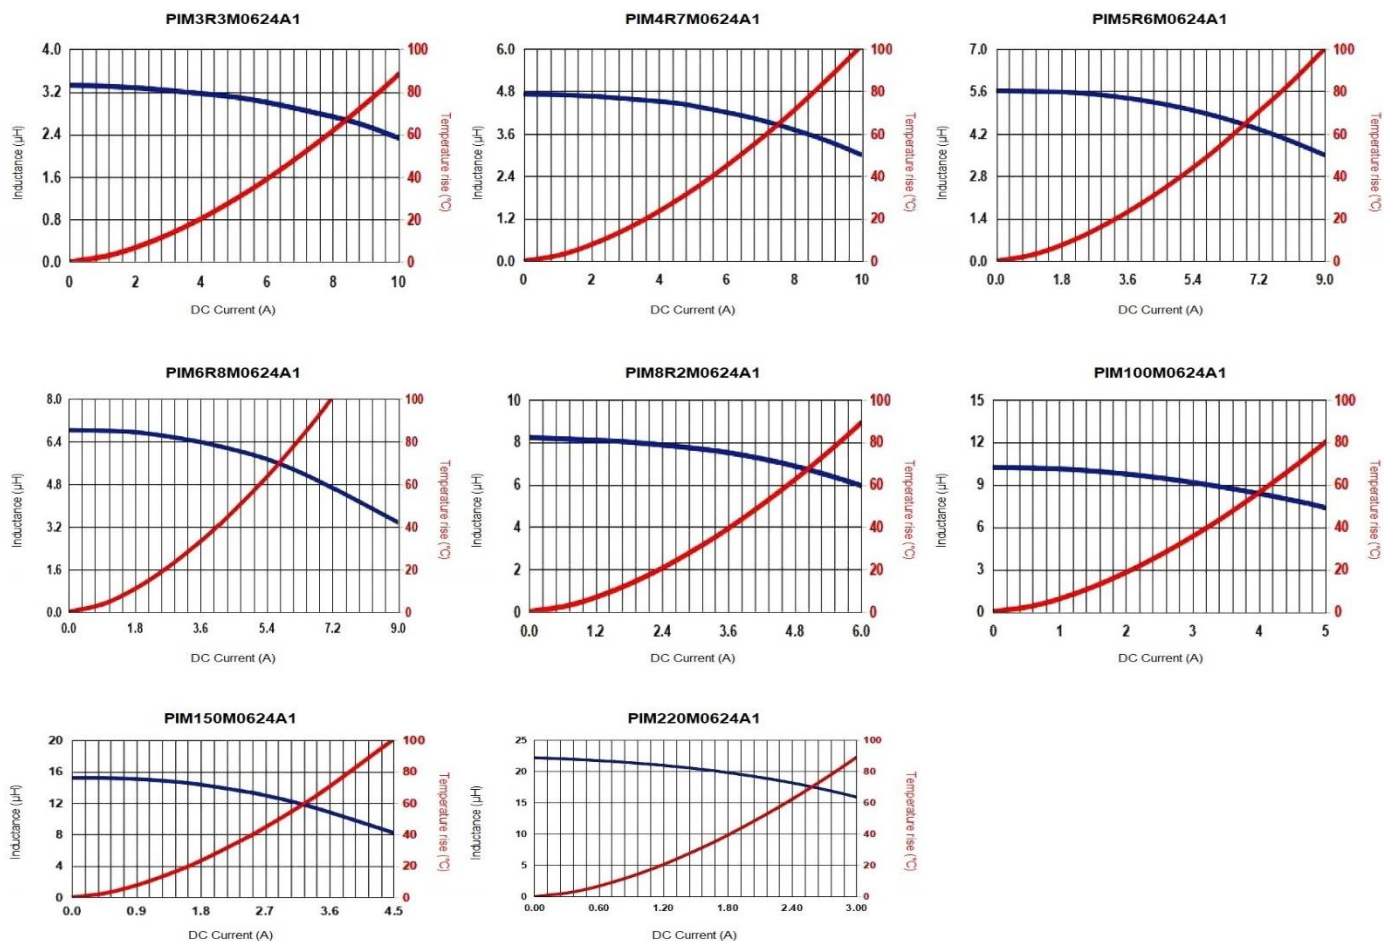 PIM3R3M0624A1
4.0
3.2
2.4
1.6
0.8
0.0
Inductance (μH)
100
80
60
40
20
0
Temperature rise (℃)
0 2 4 6 8 10
DC Current (A)
PIM4R7M0624A1
6.0
4.8
3.6
2.4
1.2
0.0
Inductance (μH)
100
80
60
40
20
0
Temperature rise (℃)
0 2 4 6 8 10
DC Current (A)
PIM5R6M0624A1
7.0
5.6
4.2
2.8
1.4
0.0
Inductance (μH)
100
80
60
40
20
0
Temperature rise (℃)
0.0 1.8 3.6 5.4 7.2 9.0
DC Current (A)
PIM6R8M0624A1
8.0
6.4
4.8
3.2
1.6
0.0
Inductance (μH)
100
80
60
40
20
0
Temperature rise (℃)
0.0 1.8 3.6 5.4 7.2 9.0
DC Current (A)
PIM8R2M0624A1
10
8
6
4
2
0
Inductance (μH)
100
80
60
40
20
0
Temperature rise (℃)
0.0 1.2 2.4 3.6 4.8 6.0
DC Current (A)
PIM100M0624A1
15
12
9
6
3
0
Inductance (μH)
100
80
60
40
20
0
Temperature rise (℃)
0 1 2 3 4 5
DC Current (A)
PIM150M0624A1
20
16
12
8
4
0
Inductance (μH)
100
80
60
40
20
0
Temperature rise (℃)
0.0 0.9 1.8 2.7 3.6 4.5
DC Current (A)
PIM220M0624A1
25
20
15
10
5
0
Inductance (μH)
100
80
60
40
20
0
Temperature rise (℃)
0.00 0.60 1.20 1.80 2.40 3.00
DC Current (A)